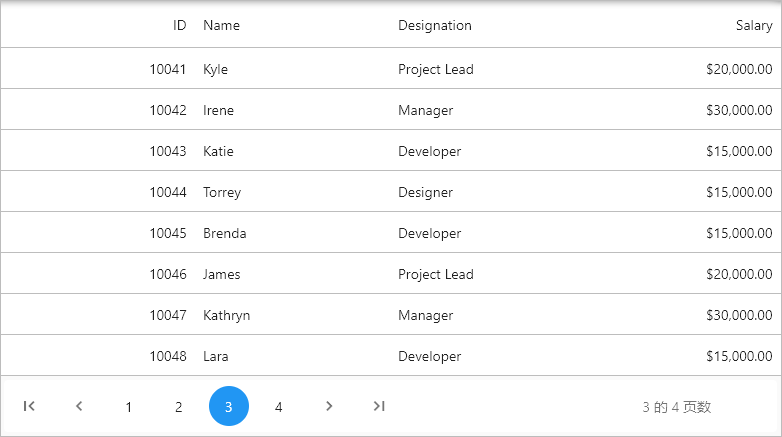 ID Name Designation Salary
10041 Kyle Project Lead $20,000.00
10042 Irene Manager $30,000.00
10043 Katie Developer $15,000.00
10044 Torrey Designer $15,000.00
10045 Brenda Developer $15,000.00
10046 James Project Lead $20,000.00
10047 Kathryn Manager $30,000.00
10048 Lara Developer $15,000.00
1 2 3 4 3 的 4 页数